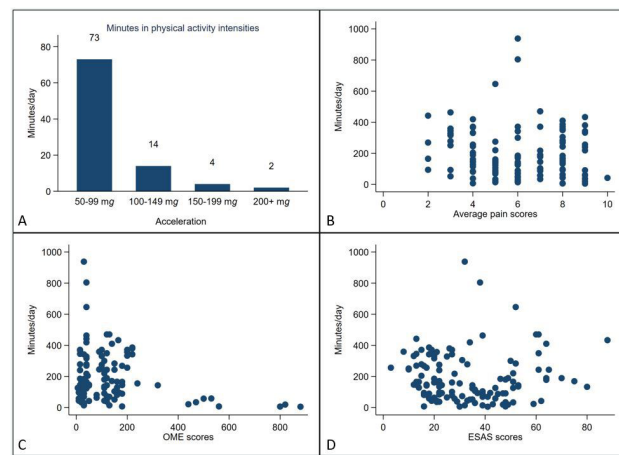 Minutes in physical activity intensities
80
60
40
20
0
Minutes/day
73
14
4
2
50-99 mg
100-149 mg
150-199 mg
200+ mg
Acceleration
A
1000
800
600
400
200
0
Minutes/day
0 2 4 6 8 10
Average pain scores
B
1000
800
600
400
200
0
Minutes/day
0 200 400 600 800
OME scores
C
1000
800
600
400
200
0
Minutes/day
0 20 40 60 80
ESAS scores
D